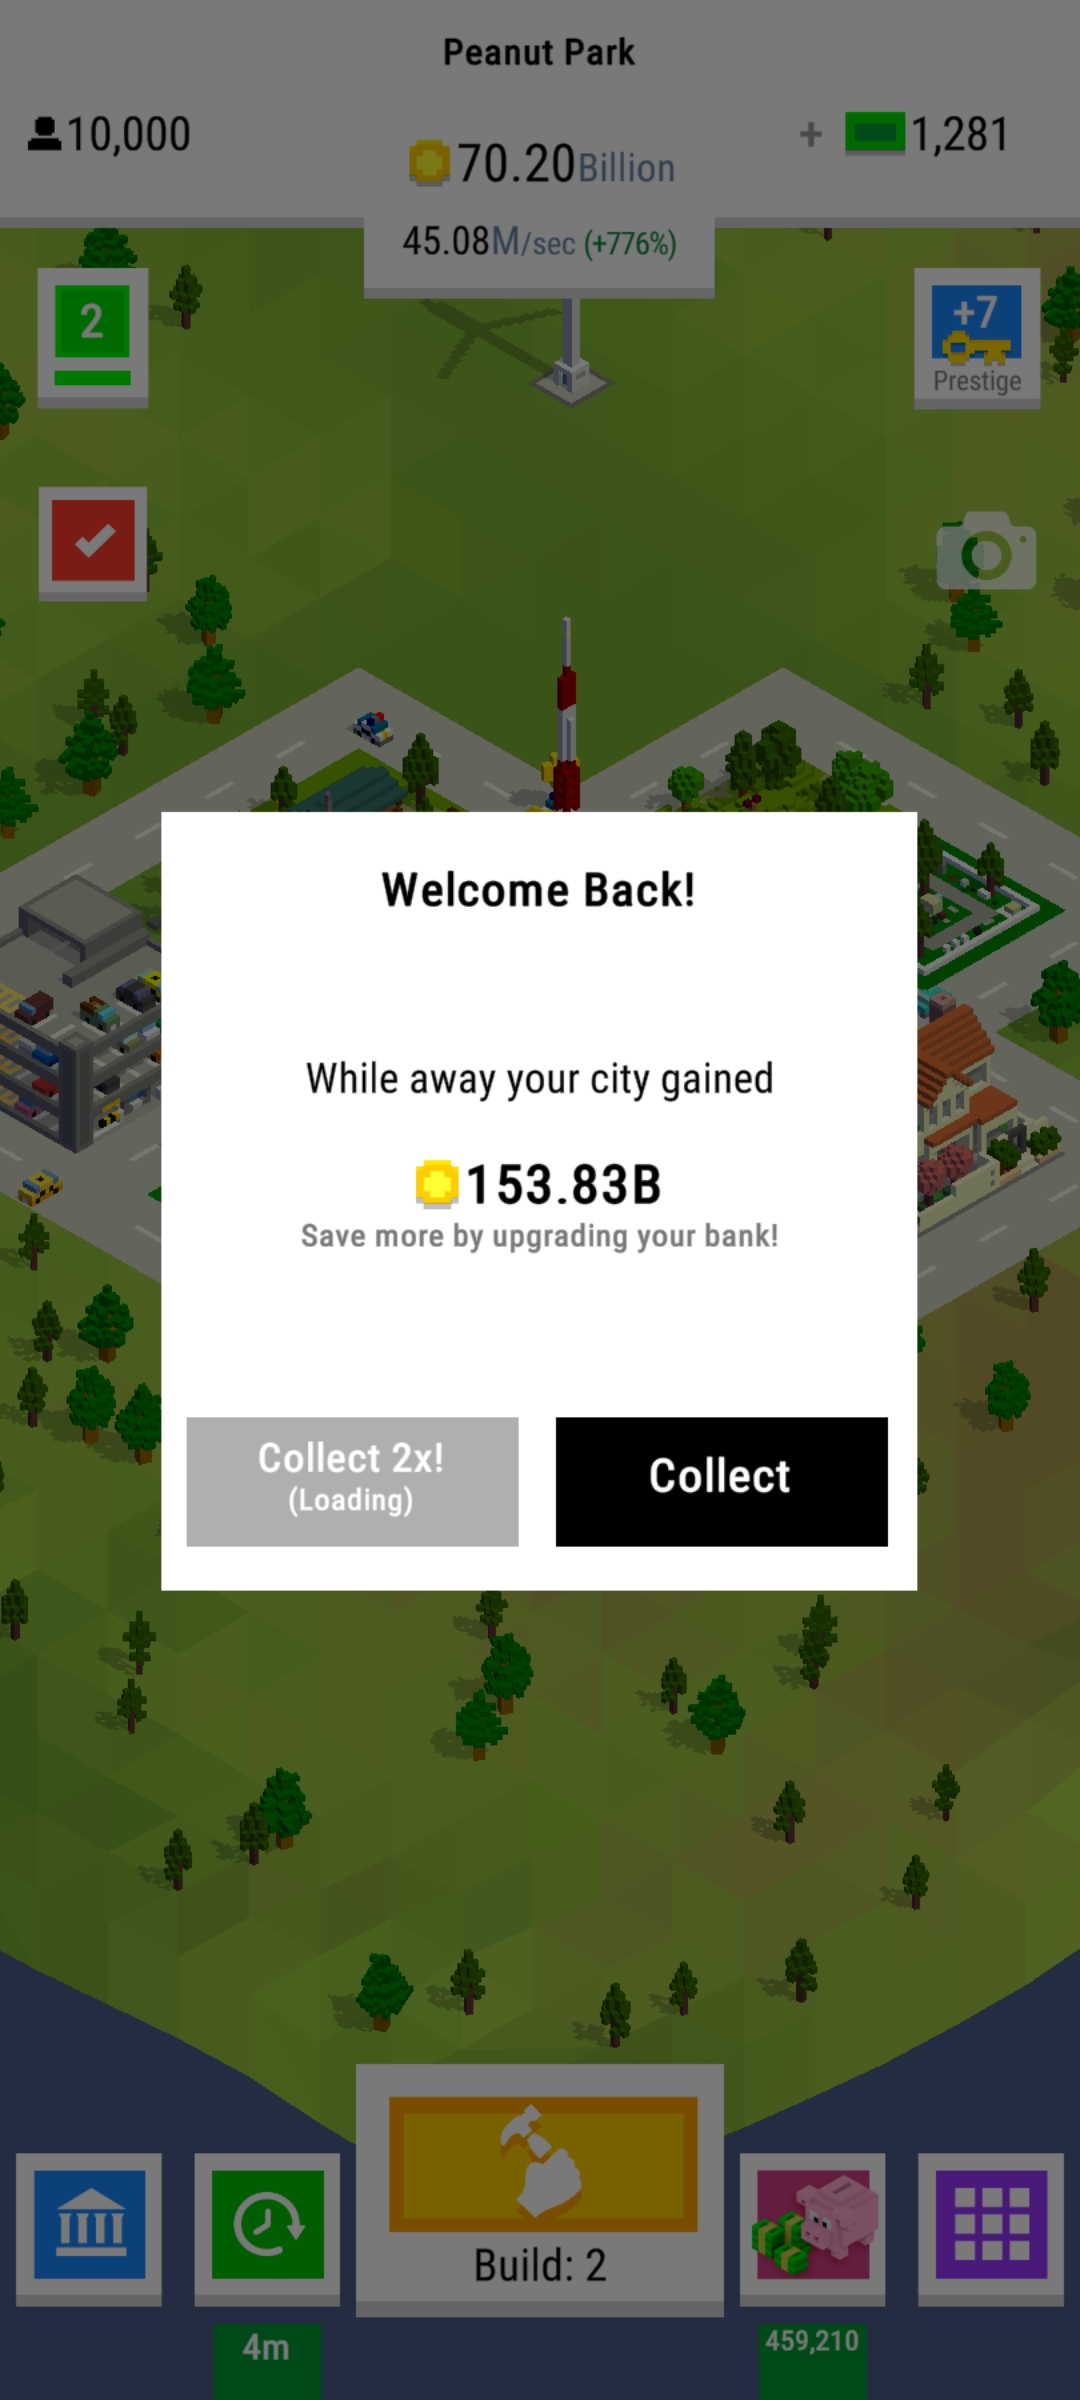 Peanut Park
10,000
70.20Billion
+ 1,281
45.08M/sec (+776%)
2
+7
Prestige
Welcome Back!
While away your city gained
153.83B
Save more by upgrading your bank!
Collect 2x!
(Loading)
Collect
Build: 2
4m
459,210